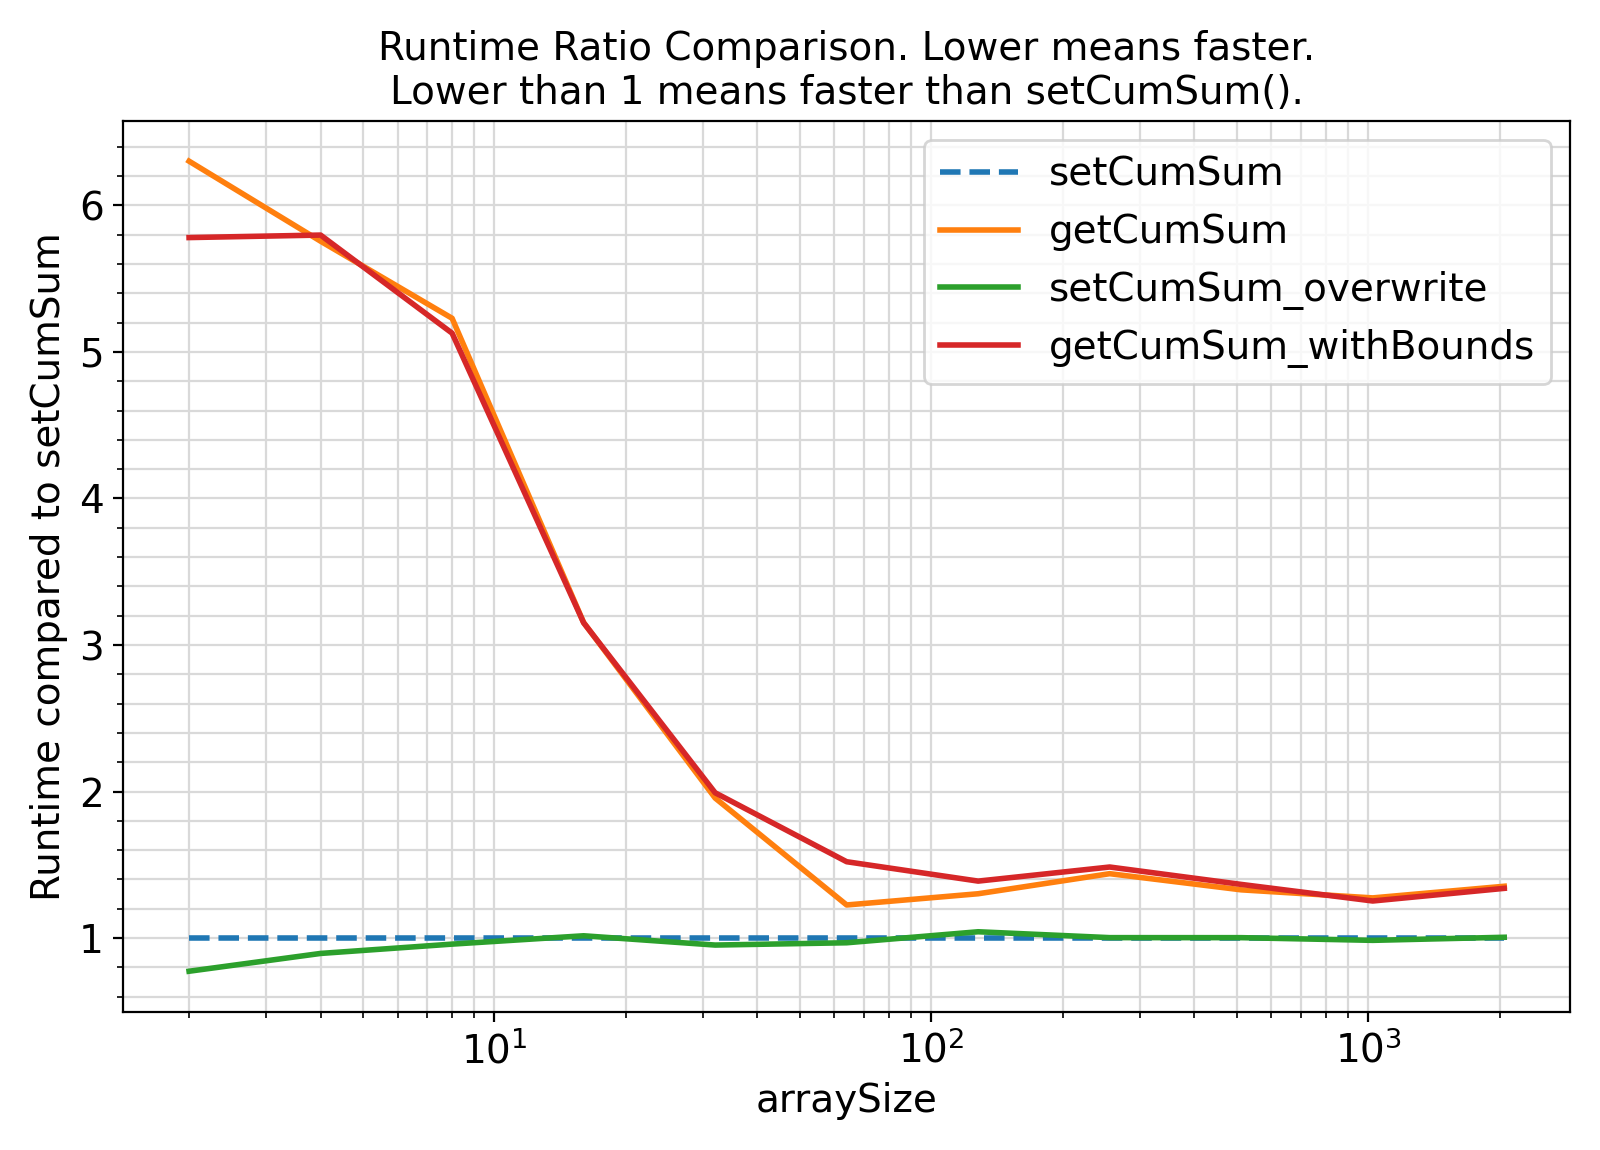 Runtime Ratio Comparison. Lower means faster.
Lower than 1 means faster than setCumSum().
setCumSum
getCumSum
setCumSum_overwrite
getCumSum_withBounds
Runtime compared to setCumSum
6
5
4
3
2
1
10¹
10²
10³
arraySize